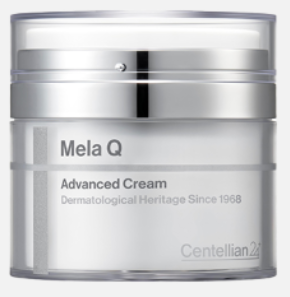 Mela Q
Advanced Cream
Dermatological Heritage Since 1968
Centellian24